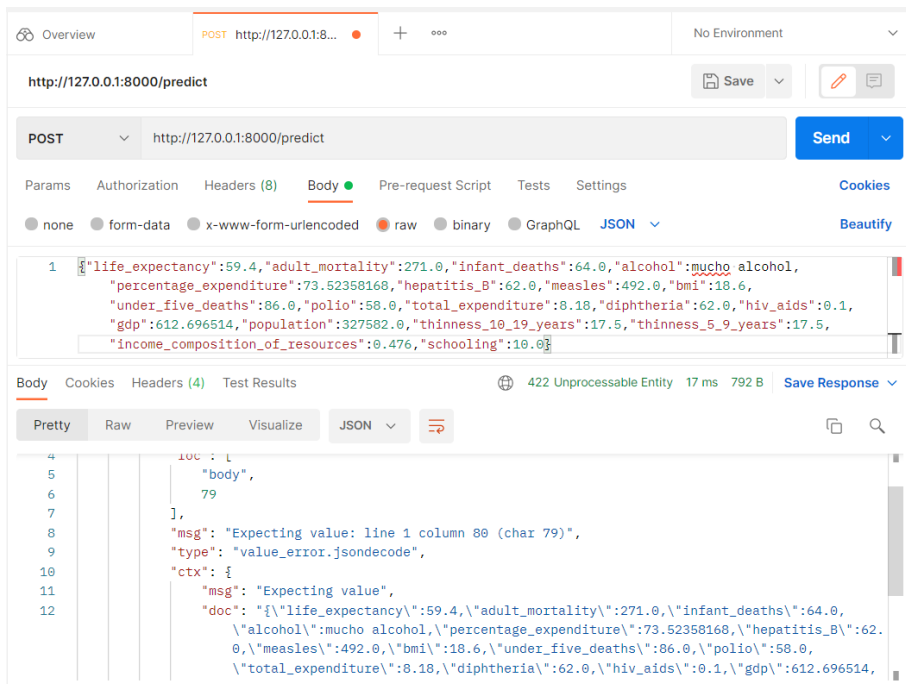 Overview
POST http://127.0.0.1:8...
No Environment
http://127.0.0.1:8000/predict
Save
POST
http://127.0.0.1:8000/predict
Send
Params Authorization Headers (8) Body Pre-request Script Tests Settings Cookies
none form-data x-www-form-urlencoded raw binary GraphQL JSON Beautify
1 {"life_expectancy":59.4,"adult_mortality":271.0,"infant_deaths":64.0,"alcohol":mucho alcohol,
"percentage_expenditure":73.52358168,"hepatitis_B":62.0,"measles":492.0,"bmi":18.6,
"under_five_deaths":86.0,"polio":58.0,"total_expenditure":8.18,"diphtheria":62.0,"hiv_aids":0.1,
"gdp":612.696514,"population":327582.0,"thinness_10_19_years":17.5,"thinness_5_9_years":17.5,
"income_composition_of_resources":0.476,"schooling":10.0}
Body Cookies Headers (4) Test Results 422 Unprocessable Entity 17 ms 792 B Save Response
Pretty Raw Preview Visualize JSON
4 "loc": [
5 "body",
6 79
7 ],
8 "msg": "Expecting value: line 1 column 80 (char 79)",
9 "type": "value_error.jsondecode",
10 "ctx": {
11 "msg": "Expecting value",
12 "doc": "{\"life_expectancy\":59.4,\"adult_mortality\":271.0,\"infant_deaths\":64.0,
\"alcohol\":mucho alcohol,\"percentage_expenditure\":73.52358168,\"hepatitis_B\":62.
0,\"measles\":492.0,\"bmi\":18.6,\"under_five_deaths\":86.0,\"polio\":58.0,
\"total_expenditure\":8.18,\"diphtheria\":62.0,\"hiv_aids\":0.1,\"gdp\":612.696514,